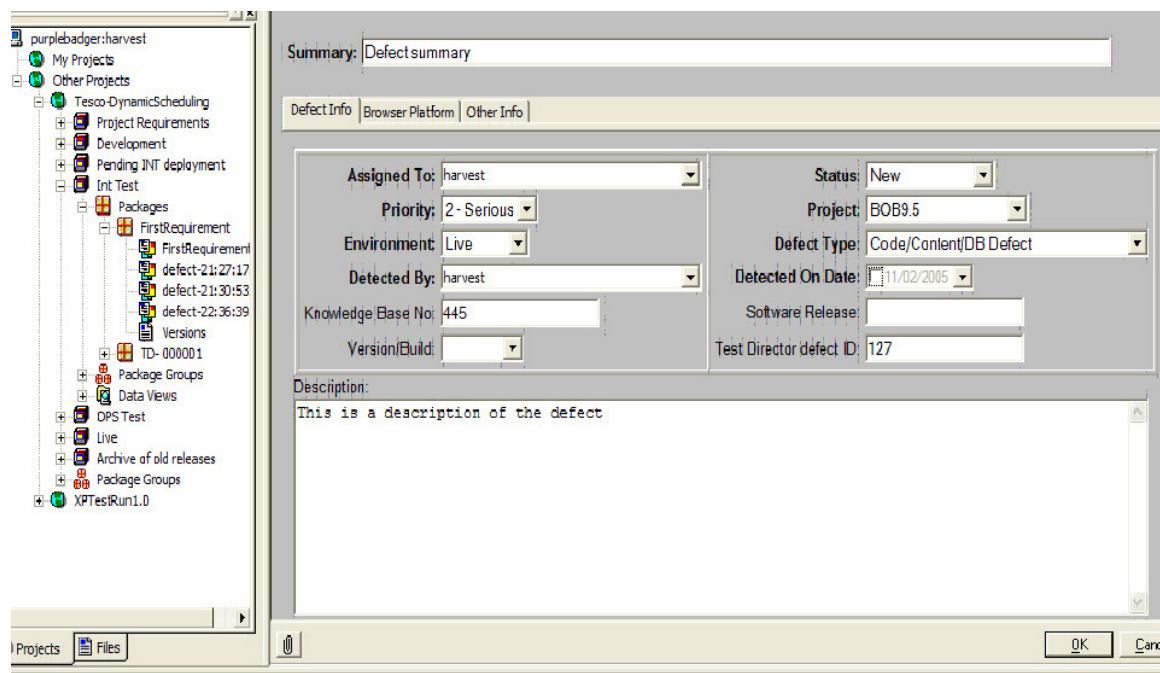 purplebadger:harvest
My Projects
Other Projects
Tesco-DynamicScheduling
Project Requirements
Development
Pending INT deployment
Int Test
Packages
FirstRequirement
FirstRequirement
defect-21:27:17
defect-21:30:53
defect-22:36:39
Versions
TD-000001
Package Groups
Data Views
OPS Test
Live
Archive of old releases
Package Groups
XPTestRun1.0
Projects Files
Summary: Defect summary
Defect Info Browser Platform Other Info
Assigned To: harvest Status: New
Priority: 2 - Serious Project: BOB9.5
Environment: Live Defect Type: Code/Content/DB Defect
Detected By: harvest Detected On Date: 11/02/2005
Knowledge Base No: 445 Software Release:
Version/Build: Test Director defect ID: 127
Description:
This is a description of the defect
OK Canc